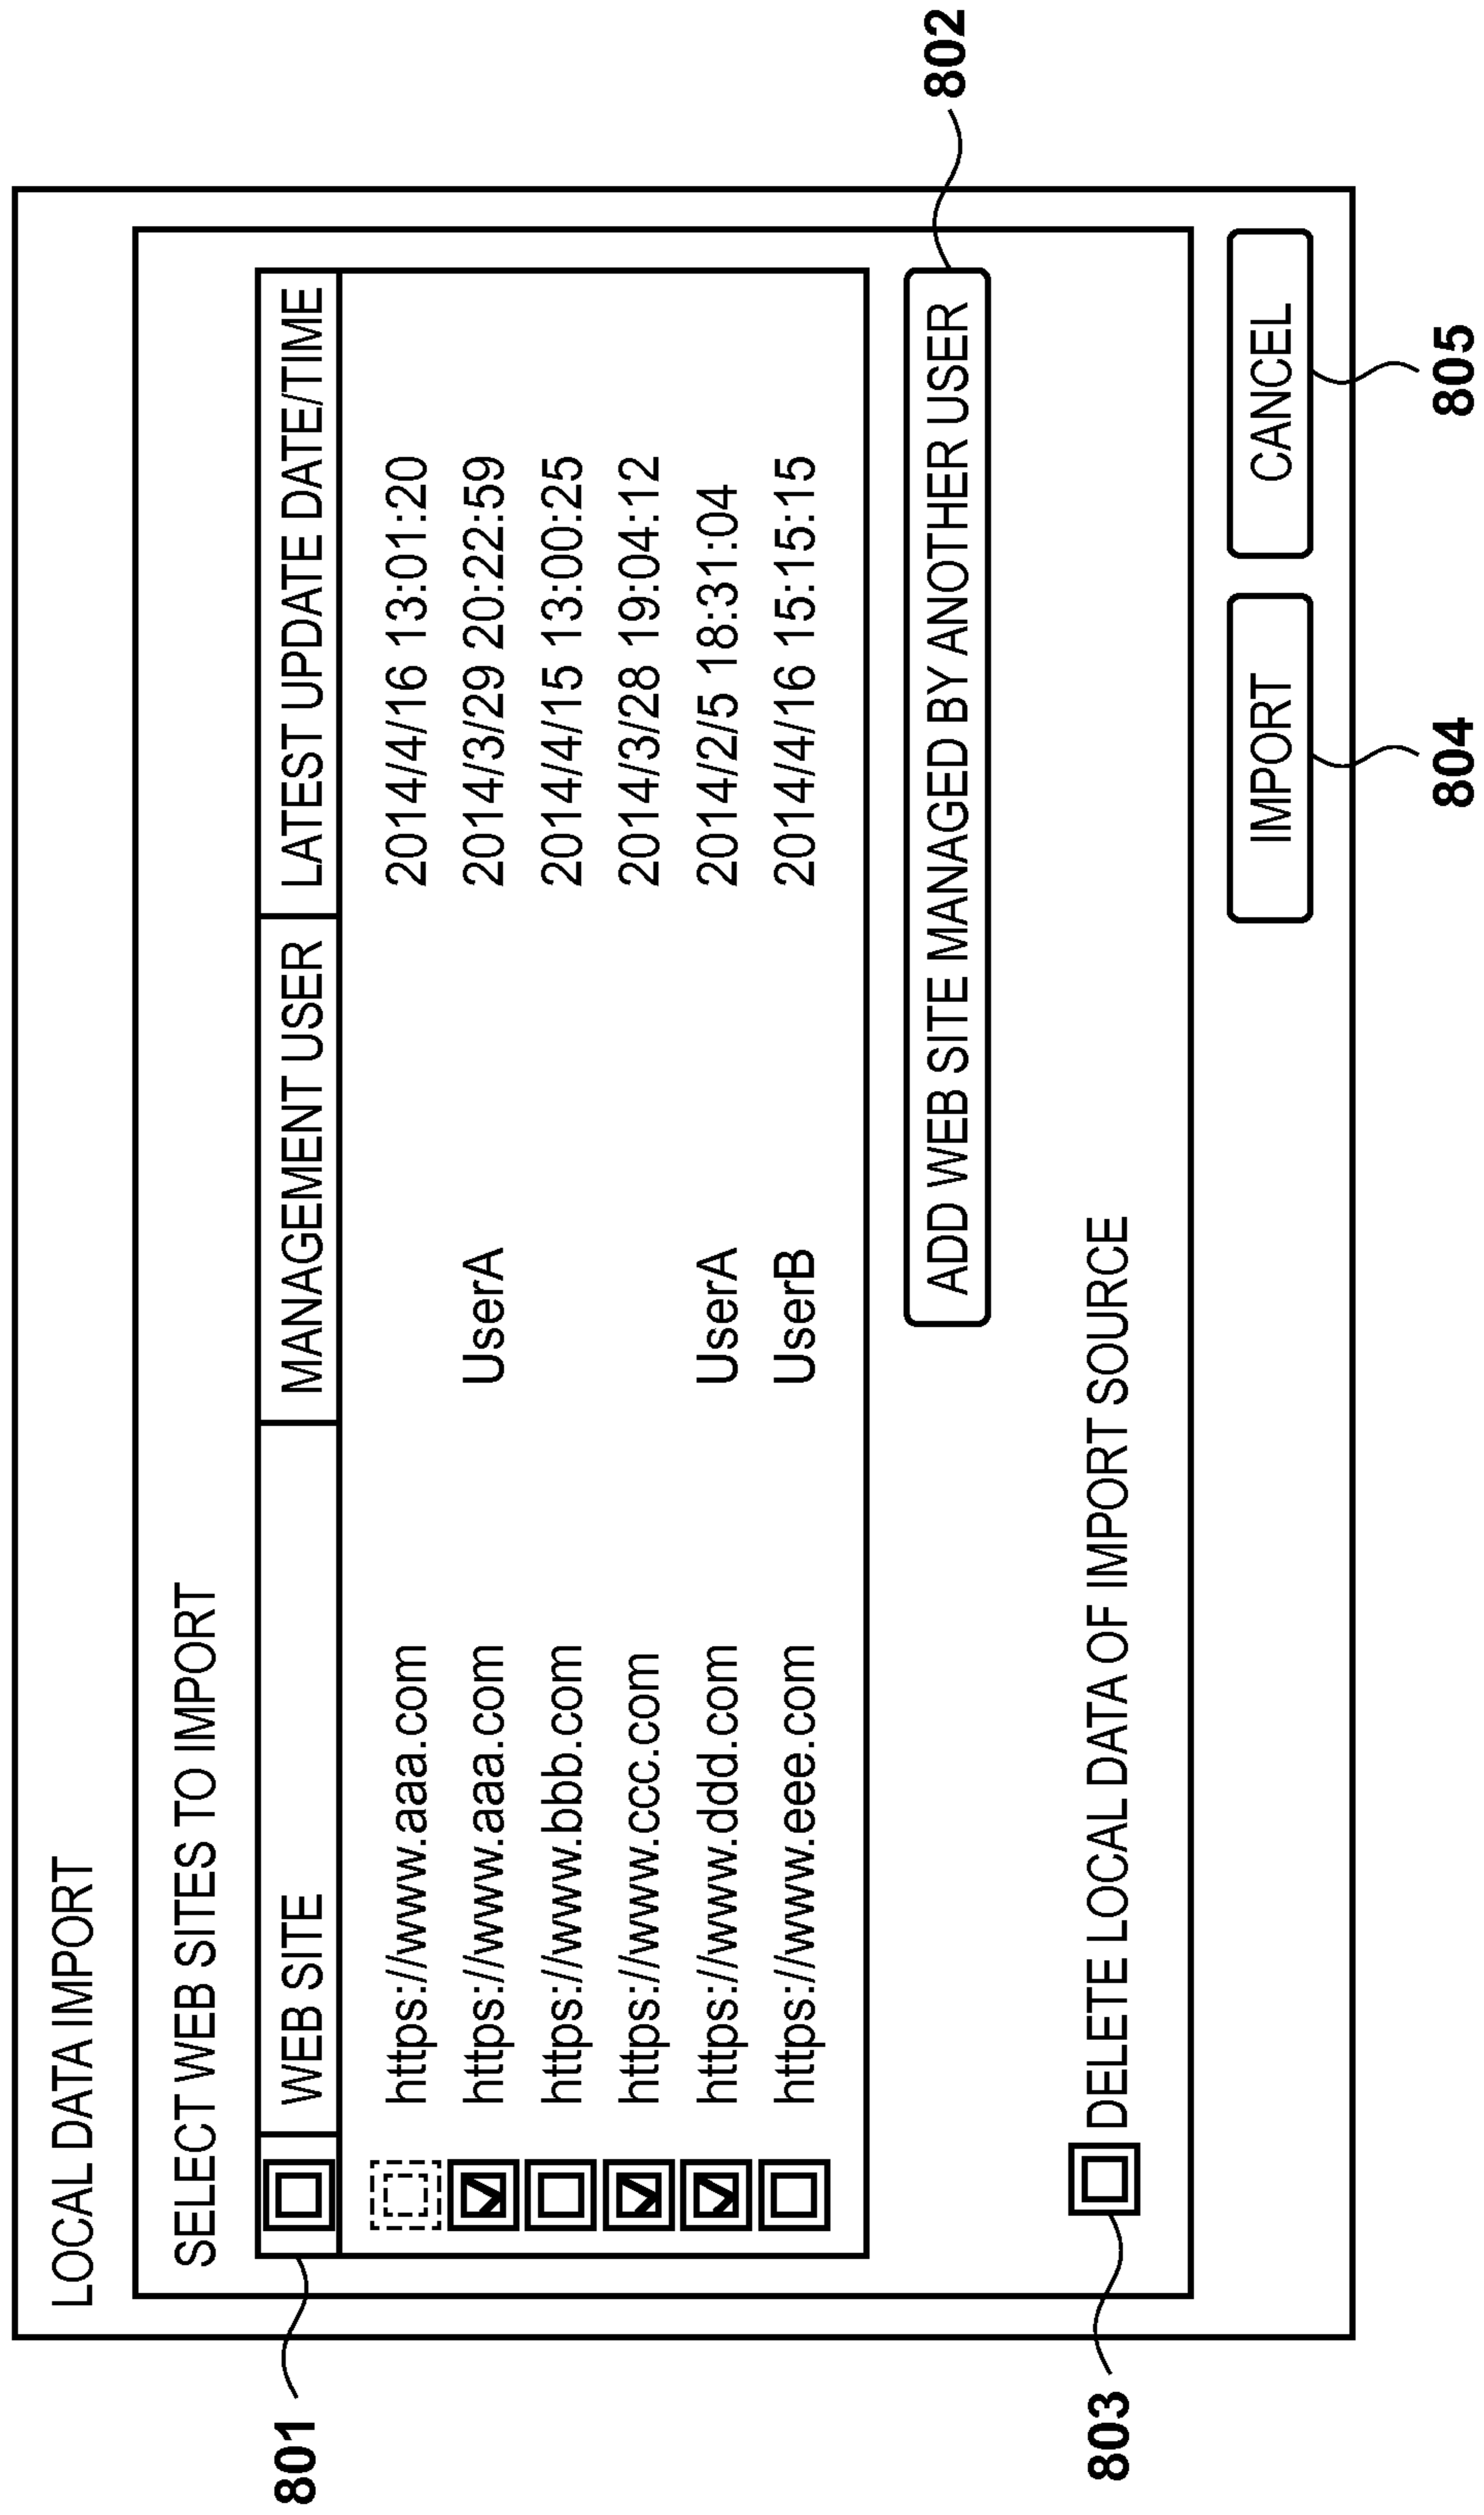 LOCAL DATA IMPORT
SELECT WEB SITES TO IMPORT
WEB SITE MANAGEMENT USER LATEST UPDATE DATE/TIME
https://www.aaa.com 2014/4/16 13:01:20
https://www.aaa.com UserA 2014/3/29 20:22:59
https://www.bbb.com 2014/4/15 13:00:25
https://www.ccc.com 2014/3/28 19:04:12
https://www.ddd.com UserA 2014/2/5 18:31:04
https://www.eee.com UserB 2014/4/16 15:15:15
ADD WEB SITE MANAGED BY ANOTHER USER
DELETE LOCAL DATA OF IMPORT SOURCE
IMPORT CANCEL
801
802
803
804
805